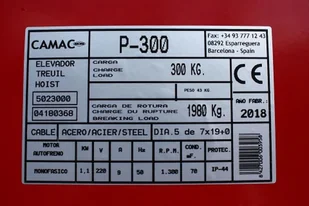 CAMAC
P-300
Fax: +34 93 777 12 43
08292 Esparreguera
Barcelona - Spain
ELEVADOR
TREUIL
HOIST
CARGA
CHARGE
LOAD
300 KG.
PESO 43 KG
5023000
04180368
CARGA DE ROTURA
CHARGE DU RUPTURE
BREAKING LOAD
1980 Kg.
AÑO FABR.:
2018
CABLE ACERO/ACIER/STEEL DIA.5 de 7x19+0
MOTOR AUTOFRENO KW V A Hz R.P.M. COND. mF. PROTEC.
MONOFASICO 1,1 220 9 50 1.300 70 IP-44